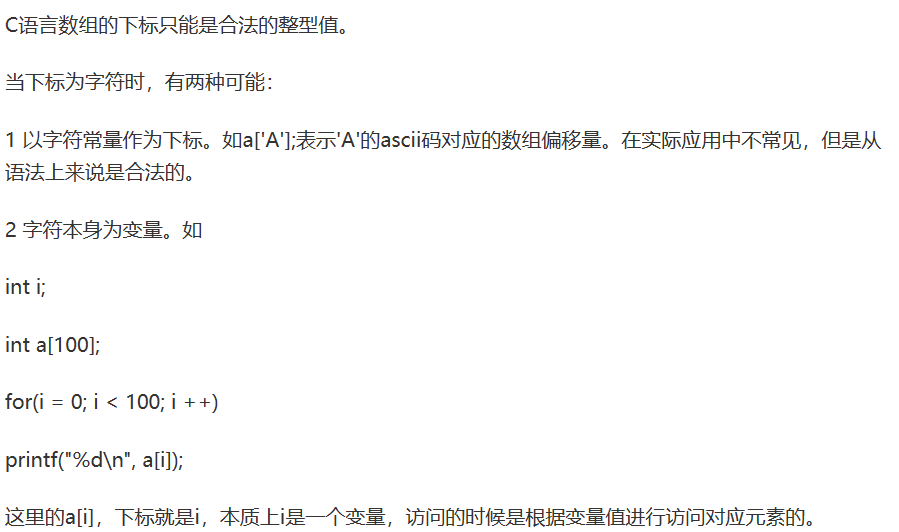 C语言数组的下标只能是合法的整型值。
当下标为字符时，有两种可能：
1 以字符常量作为下标。如a['A'];表示'A'的ascii码对应的数组偏移量。在实际应用中不常见，但是从
语法上来说是合法的。
2 字符本身为变量。如
int i;
int a[100];
for(i = 0; i < 100; i ++)
printf("%d\n", a[i]);
这里的a[i]，下标就是i，本质上i是一个变量，访问的时候是根据变量值进行访问对应元素的。